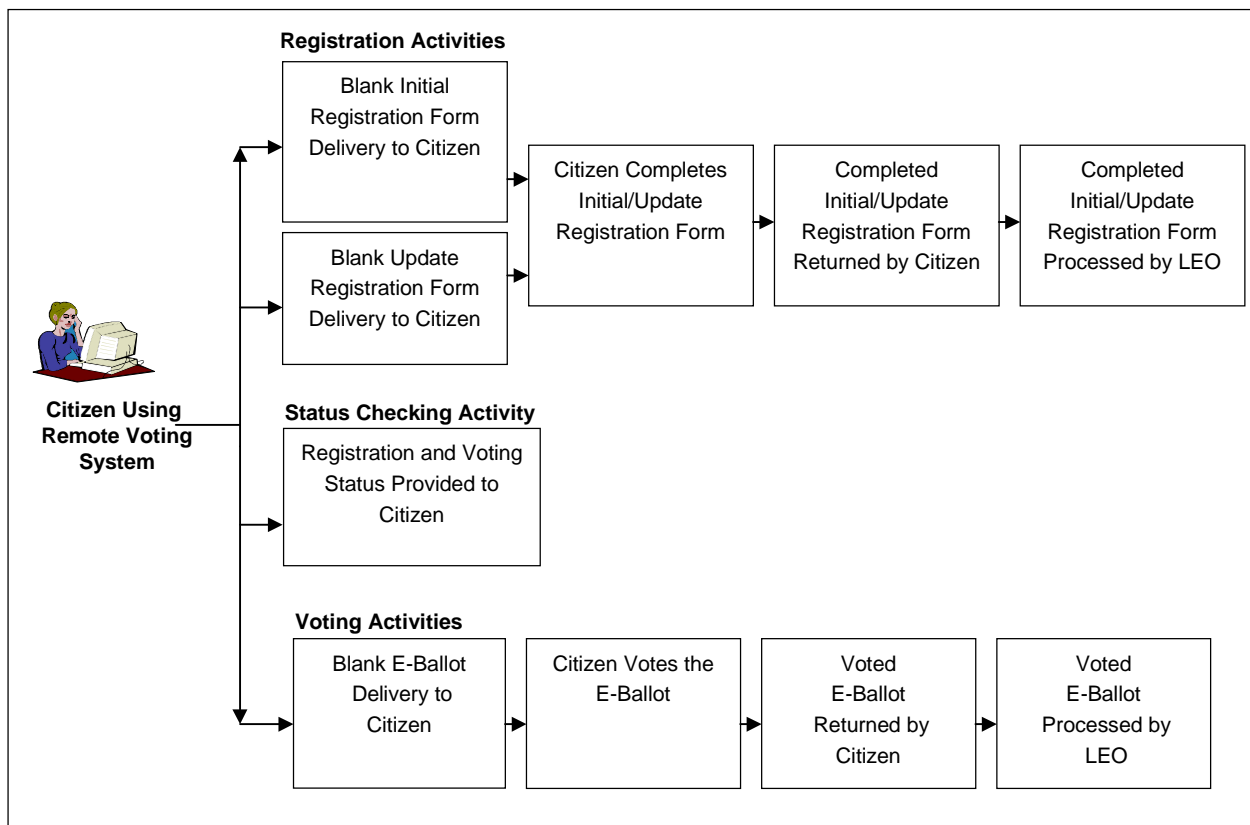 Registration Activities
Blank Initial
Registration Form
Delivery to Citizen
Blank Update
Registration Form
Delivery to Citizen
Citizen Completes
Initial/Update
Registration Form
Completed
Initial/Update
Registration Form
Returned by Citizen
Completed
Initial/Update
Registration Form
Processed by LEO
Citizen Using
Remote Voting
System
Status Checking Activity
Registration and Voting
Status Provided to
Citizen
Voting Activities
Blank E-Ballot
Delivery to
Citizen
Citizen Votes the
E-Ballot
Voted
E-Ballot
Returned by
Citizen
Voted
E-Ballot
Processed by
LEO